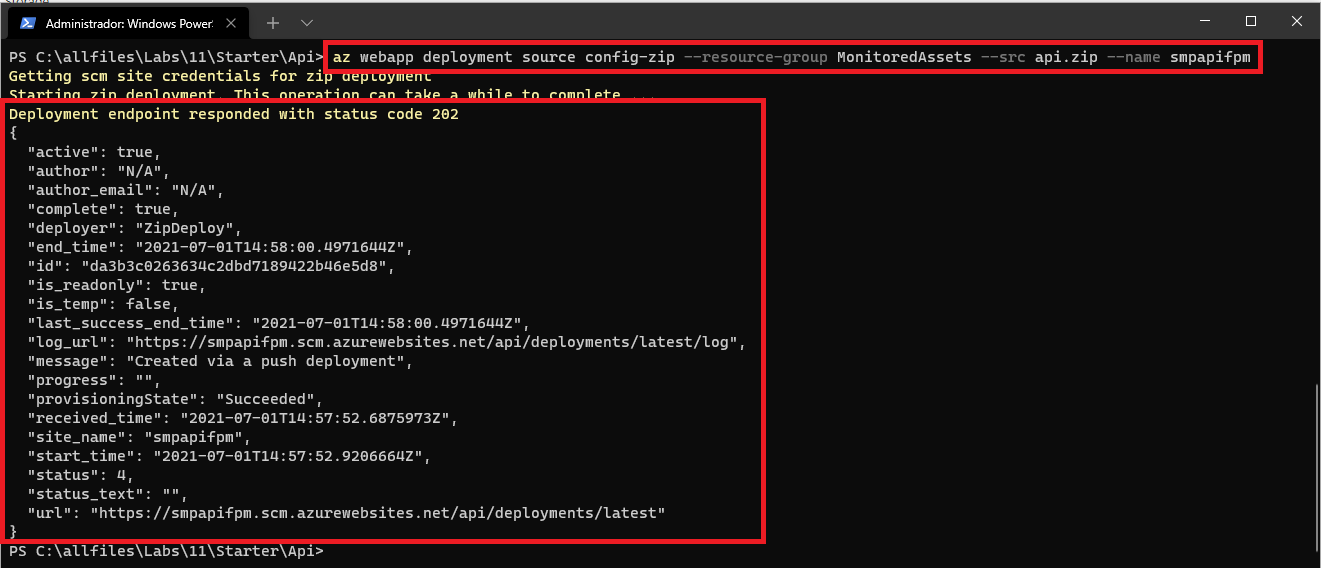 Administrador: Windows Power
PS C:\allfiles\Labs\11\Starter\Api> az webapp deployment source config-zip --resource-group MonitoredAssets --src api.zip --name smpapifpm
Getting scm site credentials for zip deployment
Starting zip deployment. This operation can take a while to complete ...
Deployment endpoint responded with status code 202
{
  "active": true,
  "author": "N/A",
  "author_email": "N/A",
  "complete": true,
  "deployer": "ZipDeploy",
  "end_time": "2021-07-01T14:58:00.4971644Z",
  "id": "da3b3c0263634c2dbd7189422b46e5d8",
  "is_readonly": true,
  "is_temp": false,
  "last_success_end_time": "2021-07-01T14:58:00.4971644Z",
  "log_url": "https://smpapifpm.scm.azurewebsites.net/api/deployments/latest/log",
  "message": "Created via a push deployment",
  "progress": "",
  "provisioningState": "Succeeded",
  "received_time": "2021-07-01T14:57:52.6875973Z",
  "site_name": "smpapifpm",
  "start_time": "2021-07-01T14:57:52.9206664Z",
  "status": 4,
  "status_text": "",
  "url": "https://smpapifpm.scm.azurewebsites.net/api/deployments/latest"
}
PS C:\allfiles\Labs\11\Starter\Api>